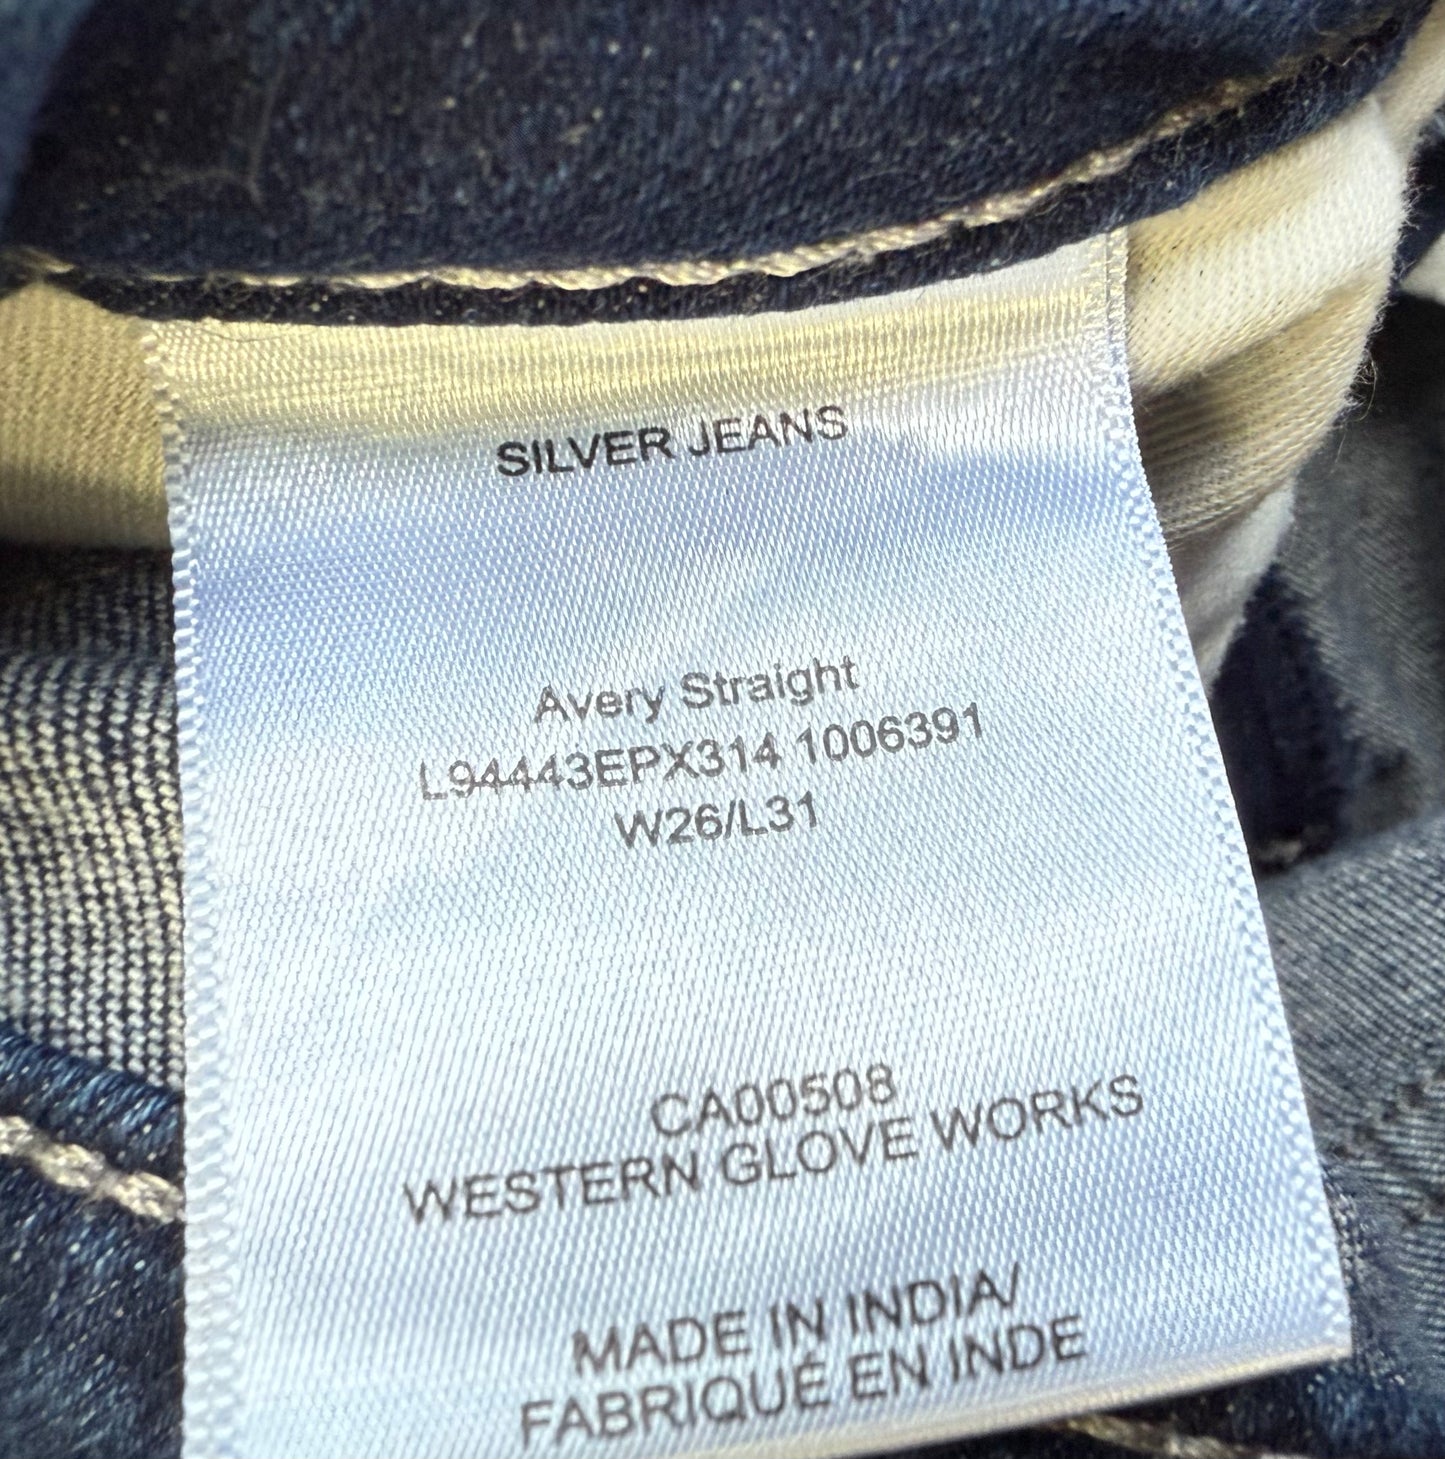 SILVER JEANS
Avery Straight
L94443EPX314 1006391
W26/L31
CA00508
WESTERN GLOVE WORKS
MADE IN INDIA/
FABRIQUÉ EN INDE